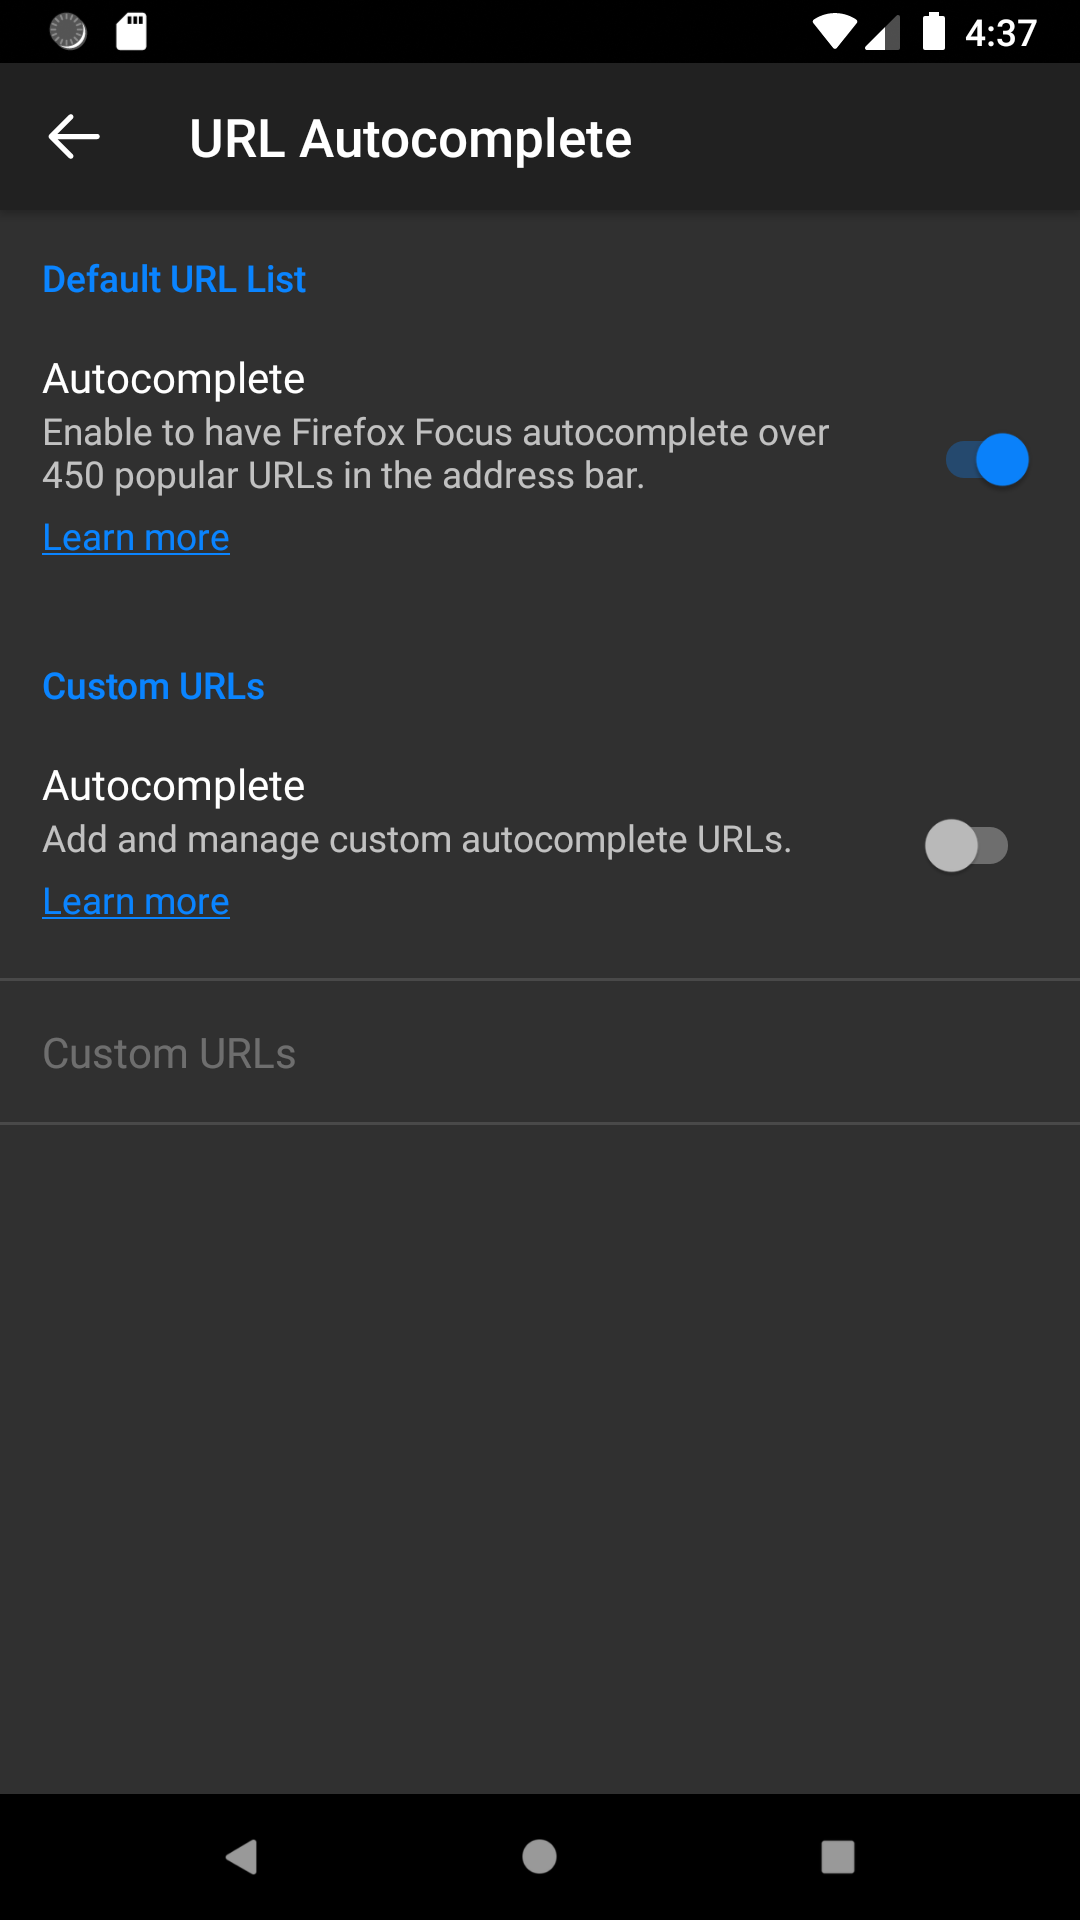 4:37
URL Autocomplete
Default URL List
Autocomplete
Enable to have Firefox Focus autocomplete over
450 popular URLs in the address bar.
Learn more
Custom URLs
Autocomplete
Add and manage custom autocomplete URLs.
Learn more
Custom URLs